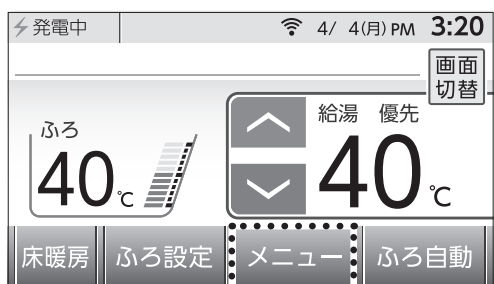 発電中 4/ 4(月) PM 3:20
画面
切替
ふろ
40℃
給湯 優先
40℃
床暖房 ふろ設定 メニュー ふろ自動